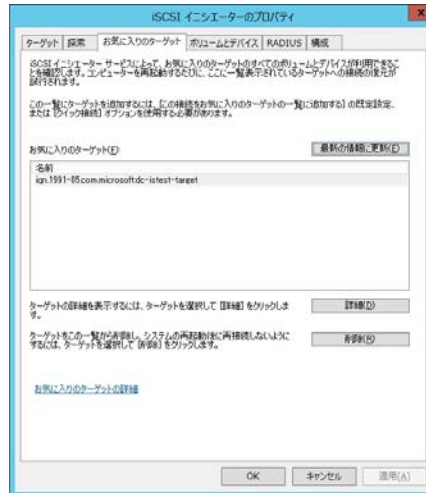 iSCSI イニシエーターのプロパティ
ターゲット 探索 お気に入りのターゲット ボリュームとデバイス RADIUS 構成
iSCSI イニシエーター サービスによって、お気に入りのターゲットのすべてのボリュームとデバイスが利用できるこ
とを確認します。コンピューターを再起動するたびに、ここに一覧表示されているターゲットへの接続の復元が
試行されます。
この一覧にターゲットを追加するには、[この接続をお気に入りのターゲットの一覧に追加する] の既定設定、
または [クイック接続] オプションを使用する必要があります。
お気に入りのターゲット(F):
最新の情報に更新(E)
名前
iqn.1991-05.com.microsoft:dc-istest-target
ターゲットの詳細を表示するには、ターゲットを選択して [詳細] をクリックしま
す。
詳細(D)
ターゲットをこの一覧から削除し、システムの再起動後に再接続しないように
するには、ターゲットを選択して [削除] をクリックします。
削除(R)
お気に入りのターゲットの詳細
OK キャンセル 適用(A)